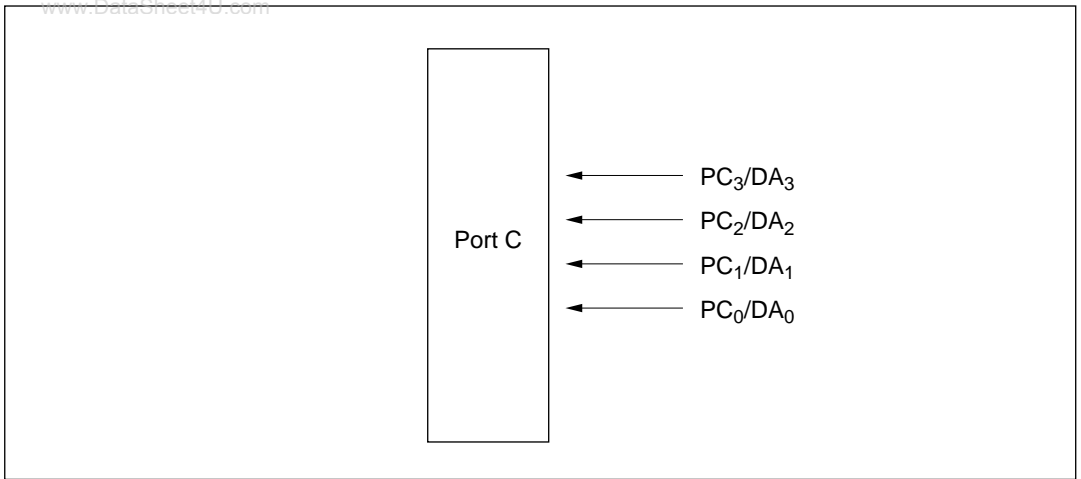 www.DataSheet4U.com
Port C
PC₃/DA₃
PC₂/DA₂
PC₁/DA₁
PC₀/DA₀